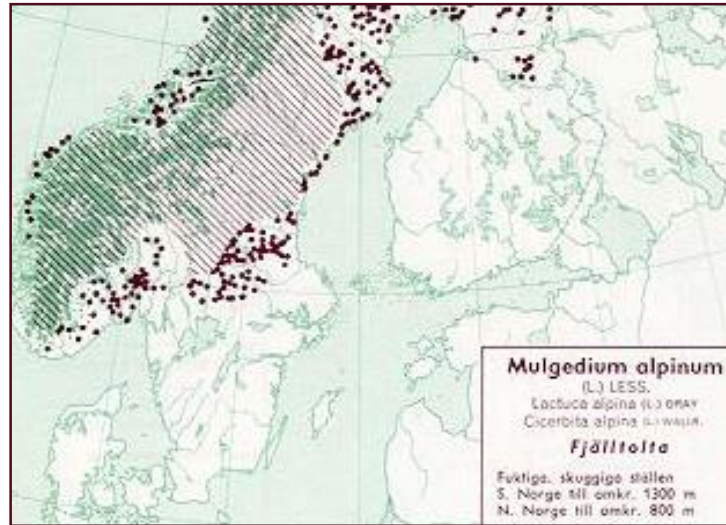 Mulgedium alpinum
(L.) LESS.
Lactuca alpina (L.) GRAY
Cicerbita alpina (L.) WALLR.
Fjälltolta
Fuktiga, skuggiga ställen
S. Norge till omkr. 1300 m
N. Norge till omkr. 800 m